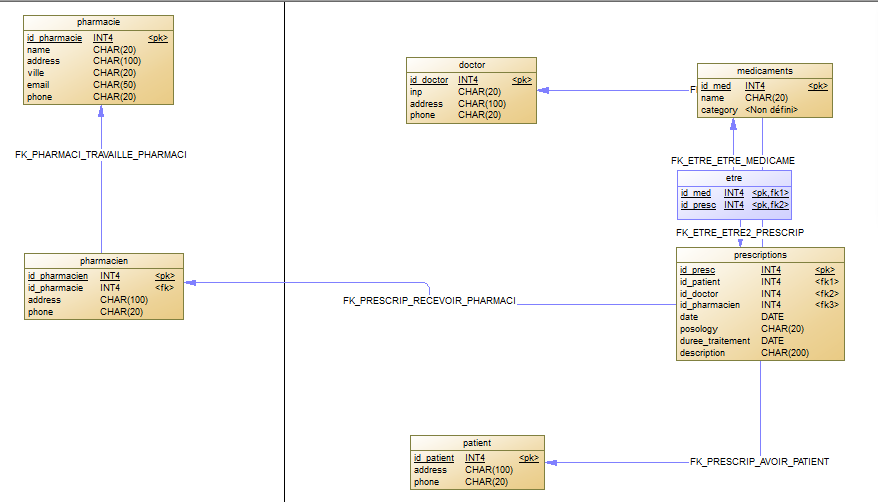 pharmacie
id_pharmacie INT4 <pk>
name CHAR(20)
address CHAR(100)
ville CHAR(20)
email CHAR(50)
phone CHAR(20)
FK_PHARMACI_TRAVAILLE_PHARMACI
pharmacien
id_pharmacien INT4 <pk>
id_pharmacie INT4 <fk>
address CHAR(100)
phone CHAR(20)
FK_PRESCRIP_RECEVOIR_PHARMACI
doctor
id_doctor INT4 <pk>
inp CHAR(20)
address CHAR(100)
phone CHAR(20)
medicaments
id_med INT4 <pk>
name CHAR(20)
category <Non défini>
FK_ETRE_ETRE_MEDICAME
etre
id_med INT4 <pk,fk1>
id_presc INT4 <pk,fk2>
FK_ETRE_ETRE2_PRESCRIP
prescriptions
id_presc INT4 <pk>
id_patient INT4 <fk1>
id_doctor INT4 <fk2>
id_pharmacien INT4 <fk3>
date DATE
posology CHAR(20)
duree_traitement DATE
description CHAR(200)
patient
id_patient INT4 <pk>
address CHAR(100)
phone CHAR(20)
FK_PRESCRIP_AVOIR_PATIENT